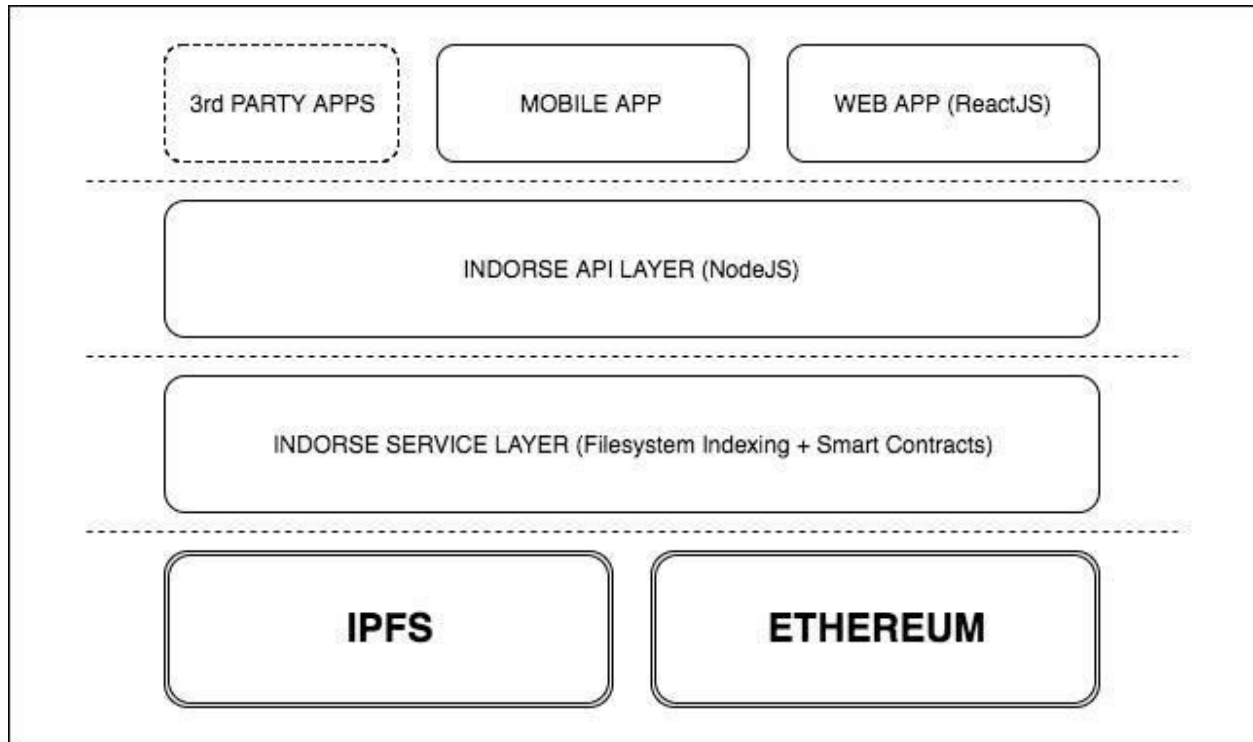 3rd PARTY APPS
MOBILE APP
WEB APP (ReactJS)
INDORSE API LAYER (NodeJS)
INDORSE SERVICE LAYER (Filesystem Indexing + Smart Contracts)
IPFS
ETHEREUM